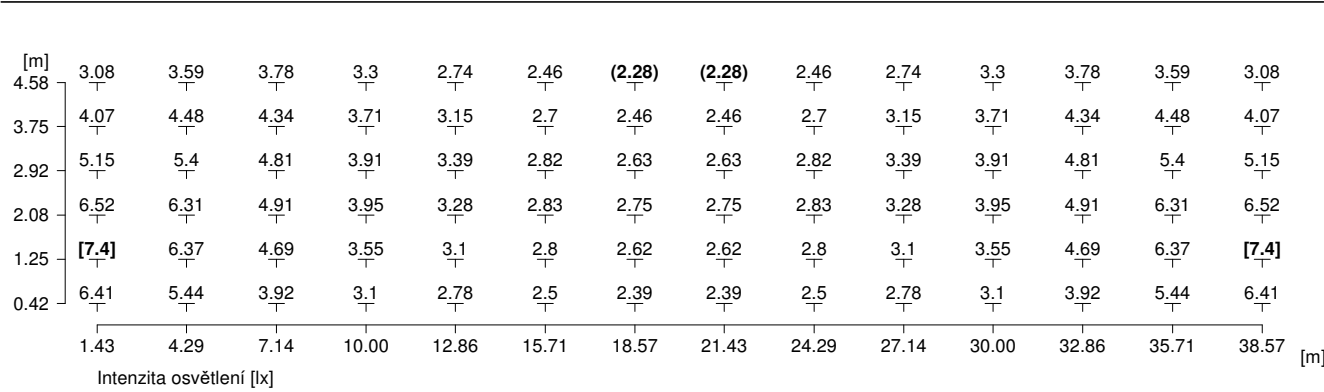 [m]
3.08 3.59 3.78 3.3 2.74 2.46 (2.28) (2.28) 2.46 2.74 3.3 3.78 3.59 3.08
4.58
4.07 4.48 4.34 3.71 3.15 2.7 2.46 2.46 2.7 3.15 3.71 4.34 4.48 4.07
3.75
5.15 5.4 4.81 3.91 3.39 2.82 2.63 2.63 2.82 3.39 3.91 4.81 5.4 5.15
2.92
6.52 6.31 4.91 3.95 3.28 2.83 2.75 2.75 2.83 3.28 3.95 4.91 6.31 6.52
2.08
[7.4] 6.37 4.69 3.55 3.1 2.8 2.62 2.62 2.8 3.1 3.55 4.69 6.37 [7.4]
1.25
6.41 5.44 3.92 3.1 2.78 2.5 2.39 2.39 2.5 2.78 3.1 3.92 5.44 6.41
0.42
1.43 4.29 7.14 10.00 12.86 15.71 18.57 21.43 24.29 27.14 30.00 32.86 35.71 38.57
[m]
Intenzita osvětlení [lx]